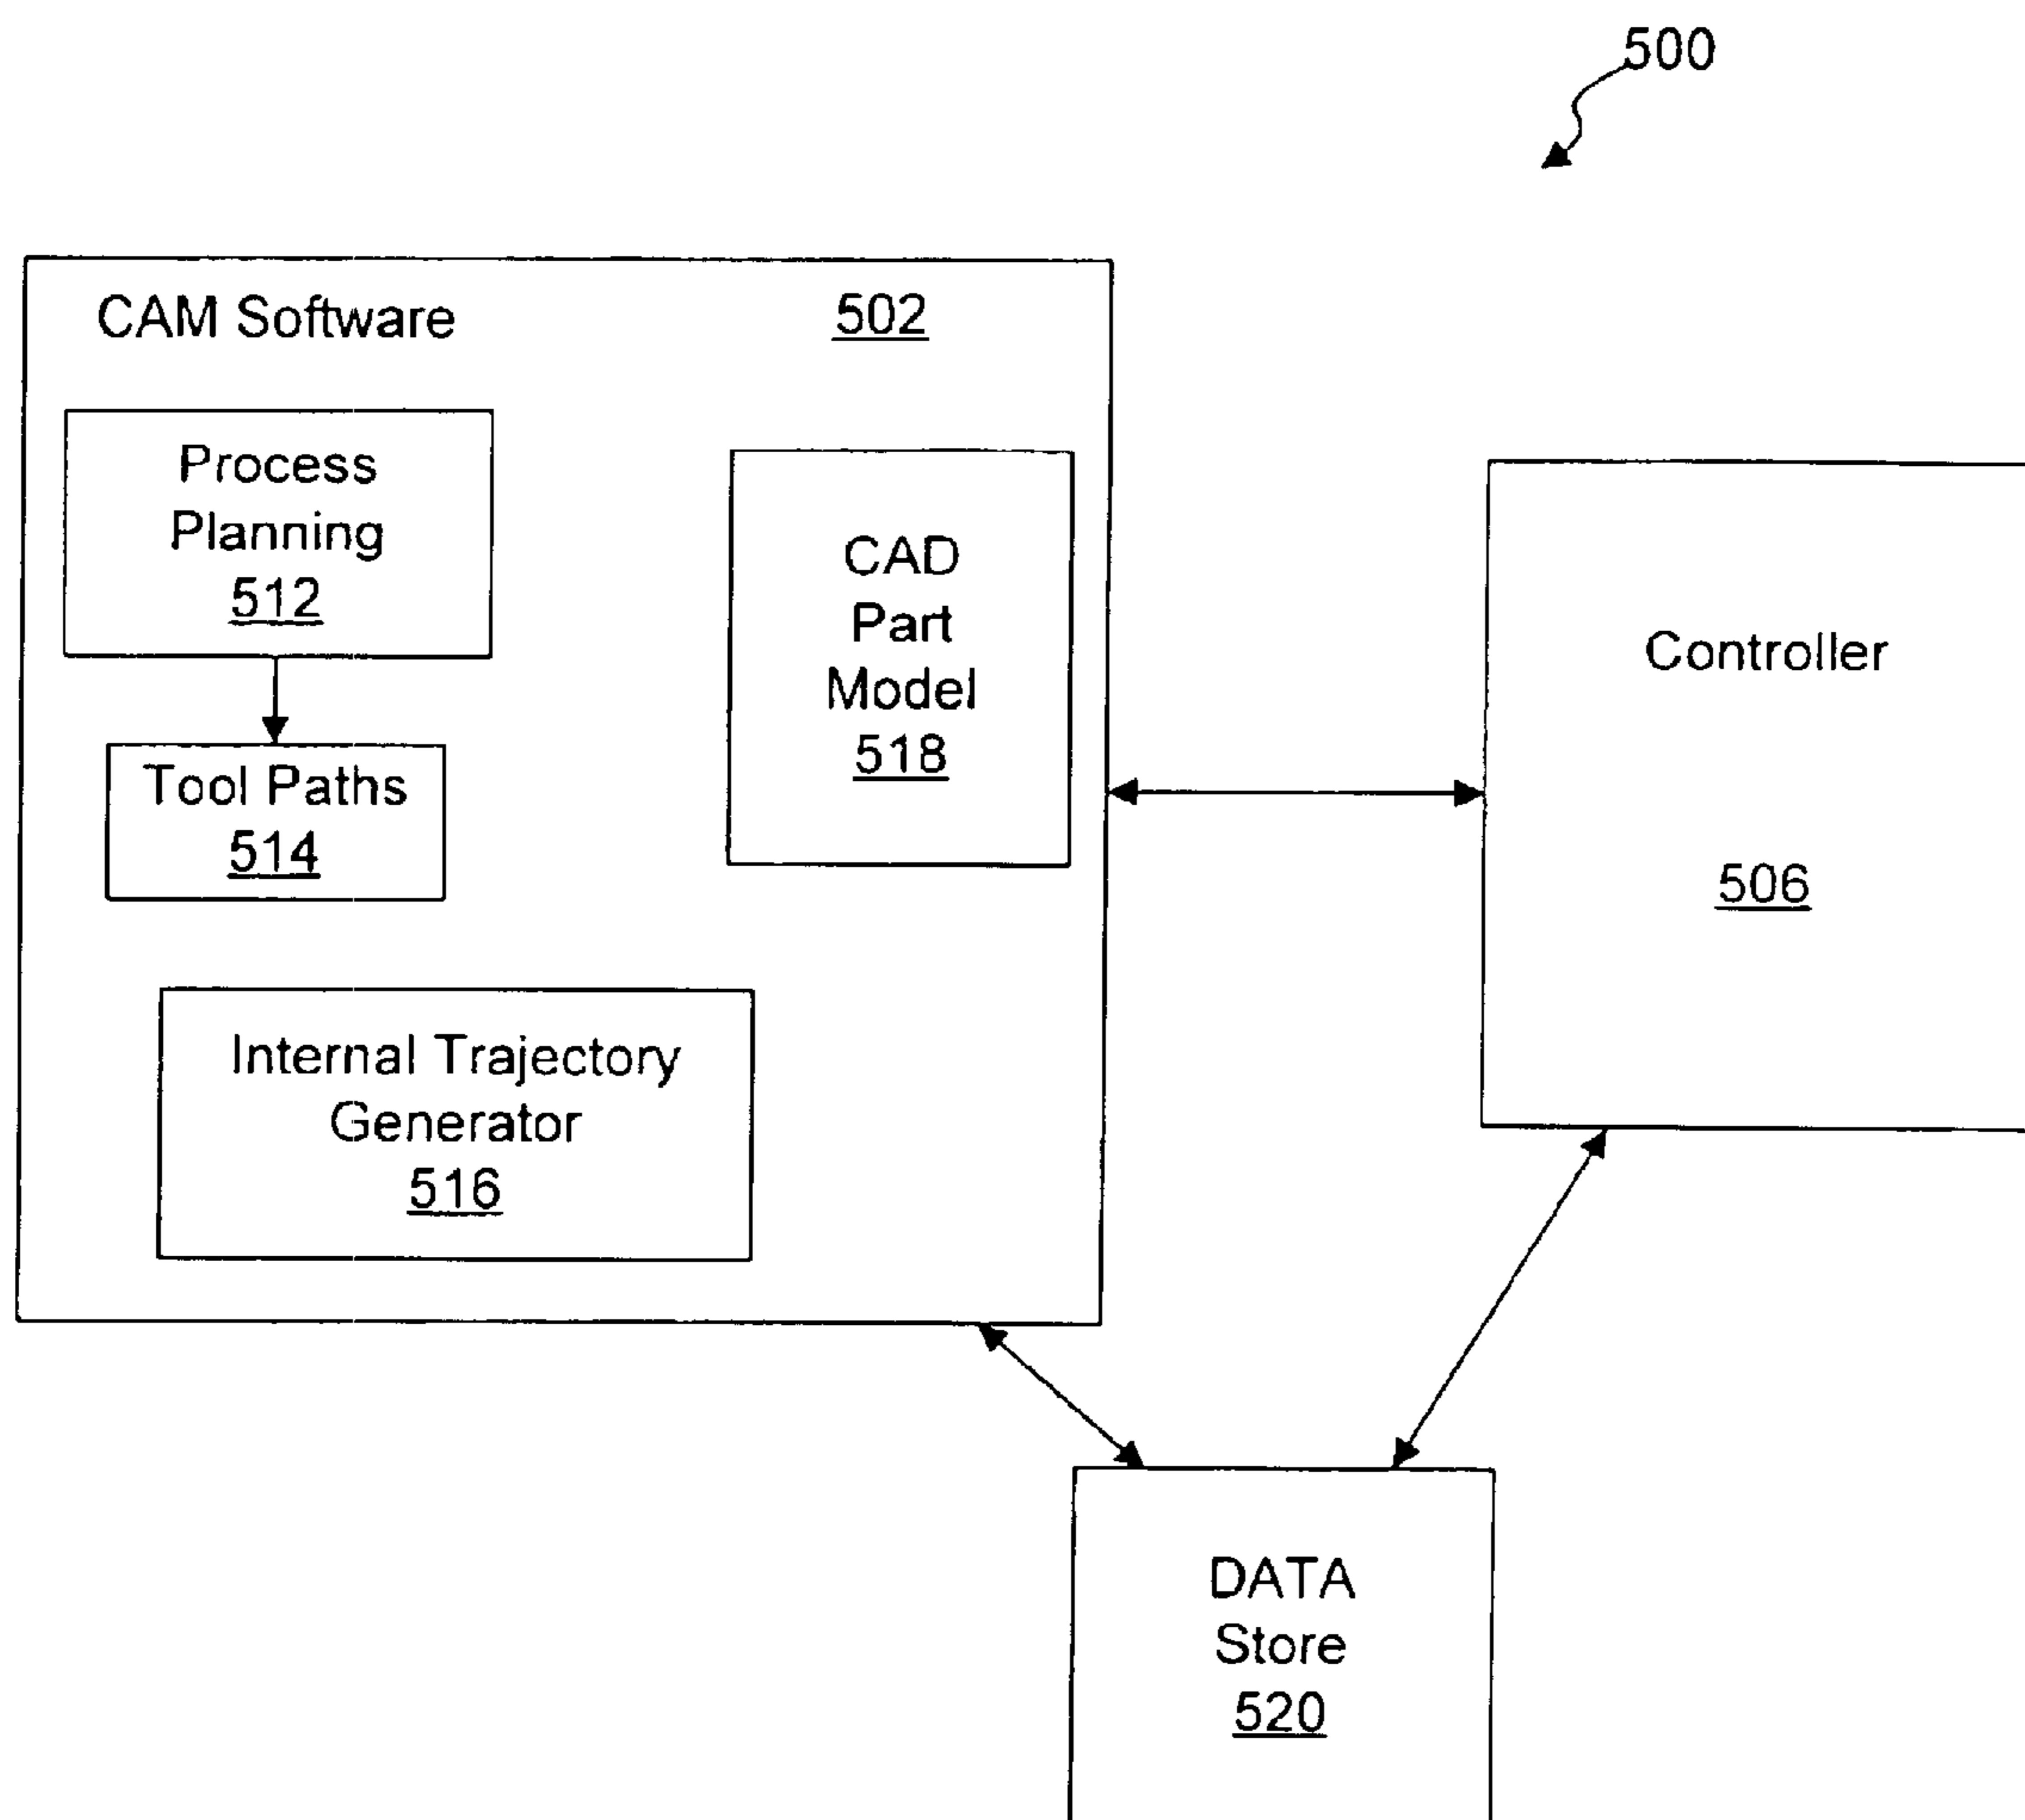 500
CAM Software 502
Process
Planning
512
CAD
Part
Model
518
Tool Paths
514
Internal Trajectory
Generator
516
Controller
506
DATA
Store
520